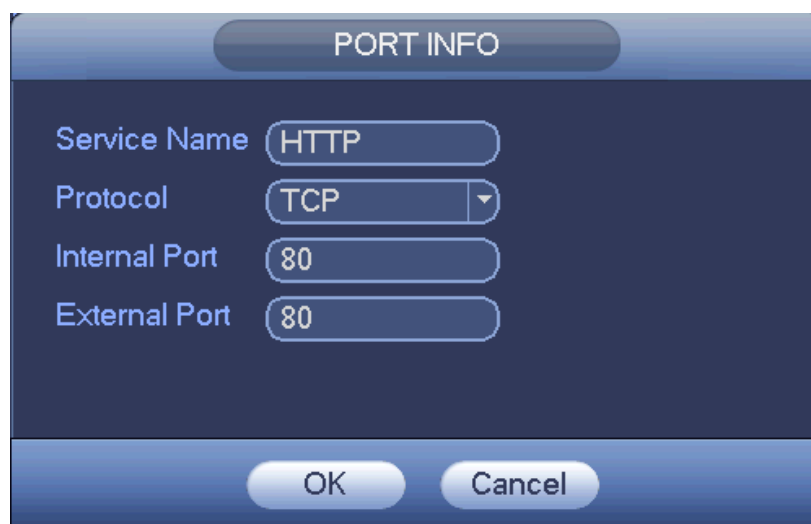 PORT INFO
Service Name HTTP
Protocol TCP
Internal Port 80
External Port 80
OK Cancel